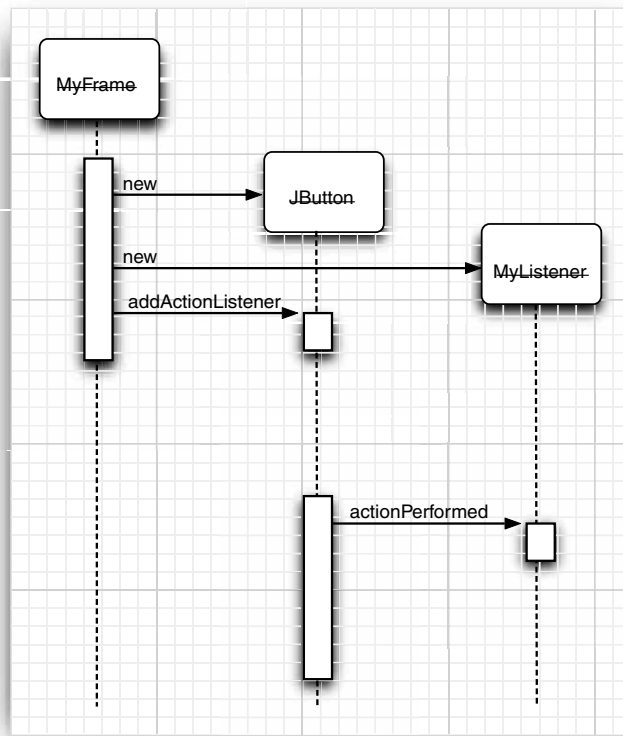 MyFrame
new
JButton
new
MyListener
addActionListener
actionPerformed